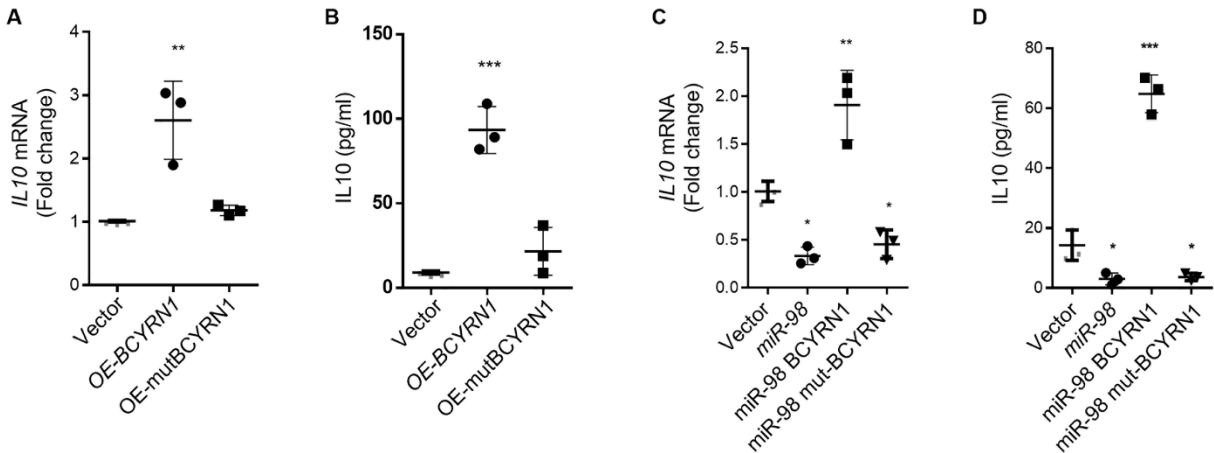 A
IL10 mRNA
(Fold change)
4
3
2
1
0
**
Vector
OE-BCYRN1
OE-mutBCYRN1
B
IL10 (pg/ml)
150
100
50
0
***
Vector
OE-BCYRN1
OE-mutBCYRN1
C
IL10 mRNA
(Fold change)
2.5
2.0
1.5
1.0
0.5
0.0
*
**
*
Vector
miR-98
miR-98 BCYRN1
miR-98 mut-BCYRN1
D
IL10 (pg/ml)
80
60
40
20
0
*
***
*
Vector
miR-98
miR-98 BCYRN1
miR-98 mut-BCYRN1